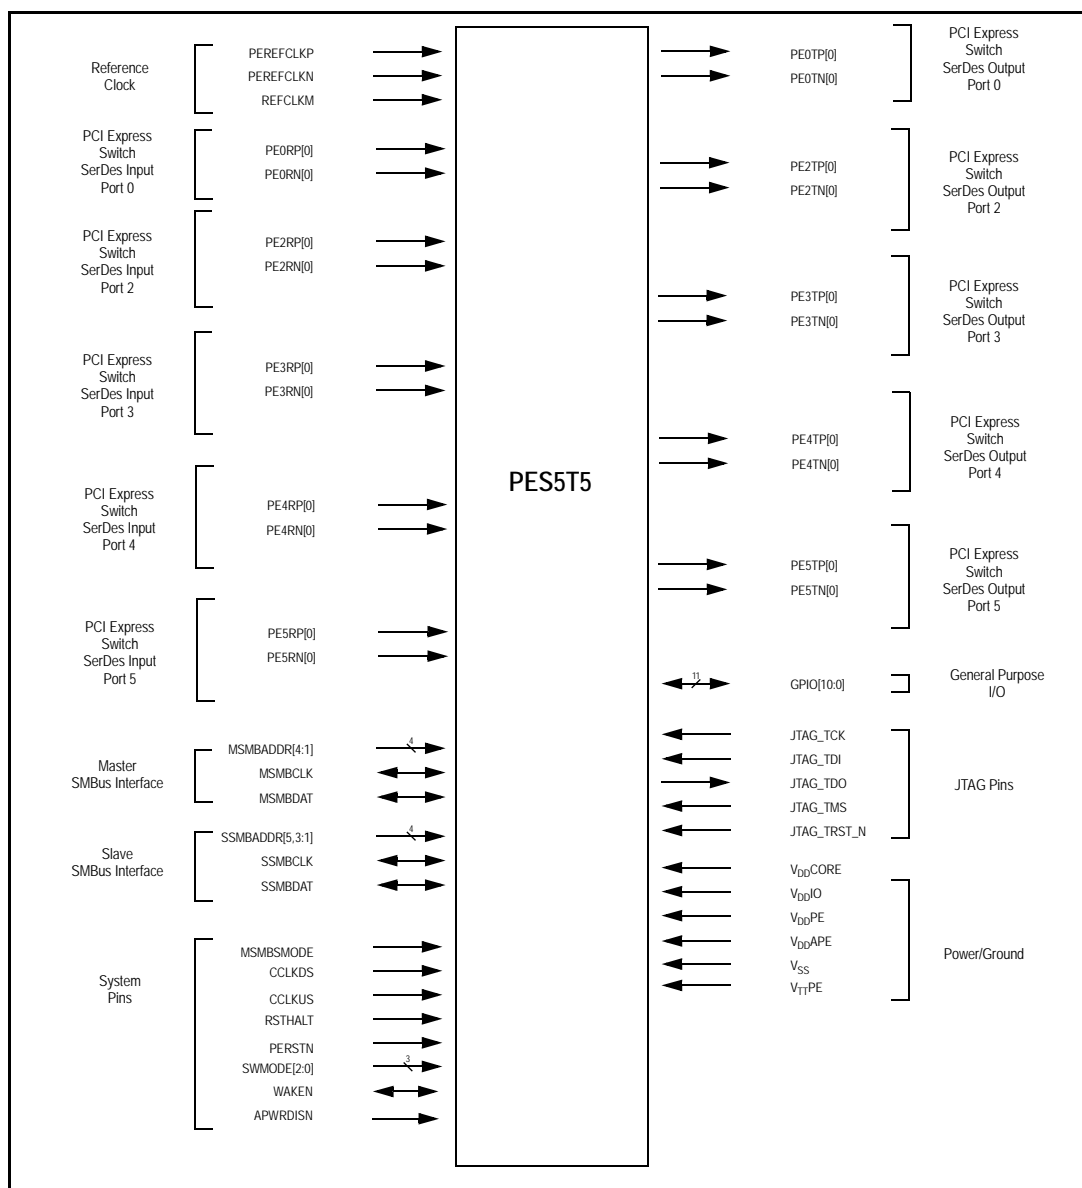 Reference
Clock
PEREFCLKP
PEREFCLKN
REFCLKM
PCI Express
Switch
SerDes Input
Port 0
PE0RP[0]
PE0RN[0]
PCI Express
Switch
SerDes Input
Port 2
PE2RP[0]
PE2RN[0]
PCI Express
Switch
SerDes Input
Port 3
PE3RP[0]
PE3RN[0]
PCI Express
Switch
SerDes Input
Port 4
PE4RP[0]
PE4RN[0]
PCI Express
Switch
SerDes Input
Port 5
PE5RP[0]
PE5RN[0]
Master
SMBus Interface
MSMBADDR[4:1]
4
MSMBCLK
MSMBDAT
Slave
SMBus Interface
SSMBADDR[5,3:1]
4
SSMBCLK
SSMBDAT
System
Pins
MSMBSMODE
CCLKDS
CCLKUS
RSTHALT
PERSTN
SWMODE[2:0]
3
WAKEN
APWRDISN
PES5T5
PE0TP[0]
PE0TN[0]
PCI Express
Switch
SerDes Output
Port 0
PE2TP[0]
PE2TN[0]
PCI Express
Switch
SerDes Output
Port 2
PE3TP[0]
PE3TN[0]
PCI Express
Switch
SerDes Output
Port 3
PE4TP[0]
PE4TN[0]
PCI Express
Switch
SerDes Output
Port 4
PE5TP[0]
PE5TN[0]
PCI Express
Switch
SerDes Output
Port 5
11
GPIO[10:0]
General Purpose
I/O
JTAG_TCK
JTAG_TDI
JTAG_TDO
JTAG_TMS
JTAG_TRST_N
JTAG Pins
VDDCORE
VDDIO
VDDPE
VDDAPE
VSS
VTTPE
Power/Ground